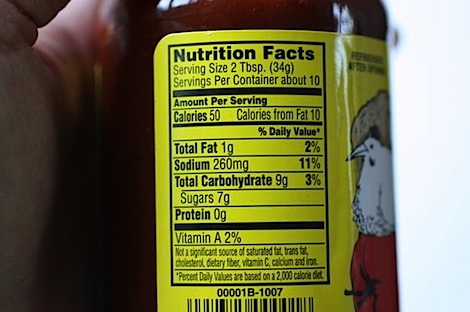 Nutrition Facts
Serving Size 2 Tbsp. (34g)
Servings Per Container about 10
Amount Per Serving
Calories 50 Calories from Fat 10
% Daily Value*
Total Fat 1g 2%
Sodium 260mg 11%
Total Carbohydrate 9g 3%
Sugars 7g
Protein 0g
Vitamin A 2%
Not a significant source of saturated fat, trans fat,
cholesterol, dietary fiber, vitamin C, calcium and iron.
*Percent Daily Values are based on a 2,000 calorie diet.
00001B-1007
REFRIGERATE
AFTER OPENING